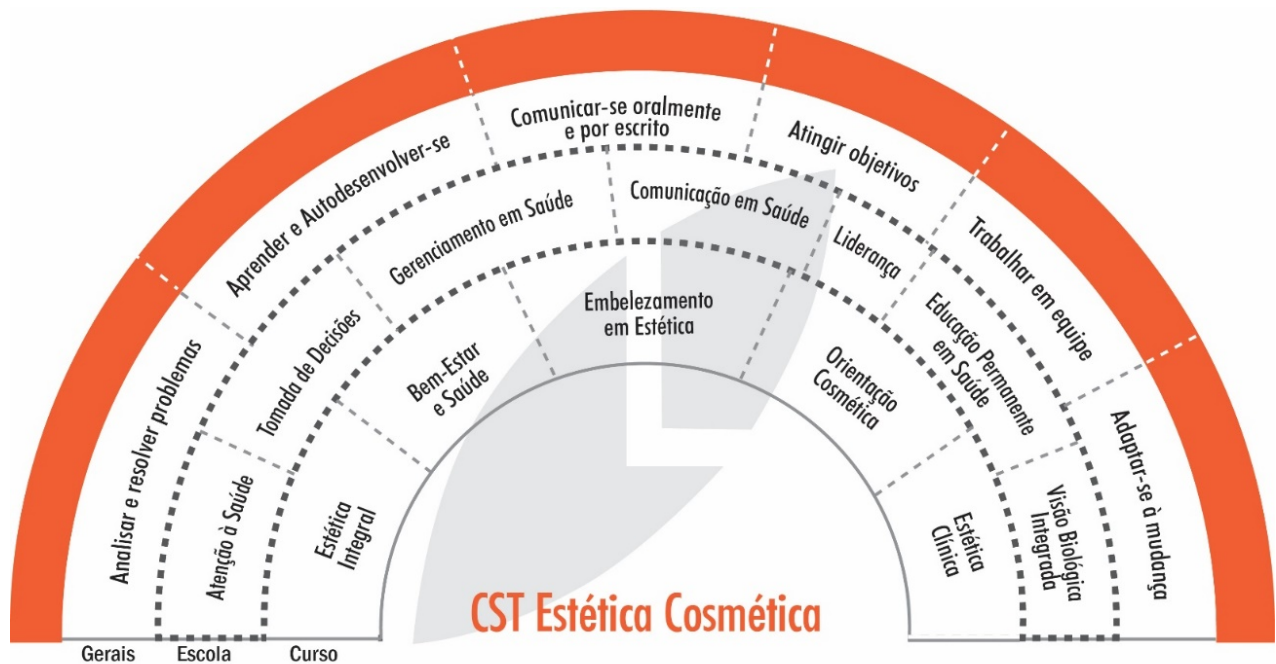 Analisar e resolver problemas
Aprender e Autodesenvolver-se
Comunicar-se oralmente
e por escrito
Atingir objetivos
Trabalhar em equipe
Adaptar-se à mudança
Atenção à Saúde
Tomada de Decisões
Gerenciamento em Saúde
Comunicação em Saúde
Liderança
Educação Permanente
em Saúde
Visão Biológica
Integrada
Estética
Integral
Bem-Estar
e Saúde
Embelezamento
em Estética
Orientação
Cosmética
Estética
Clínica
CST Estética Cosmética
Gerais
Escola
Curso